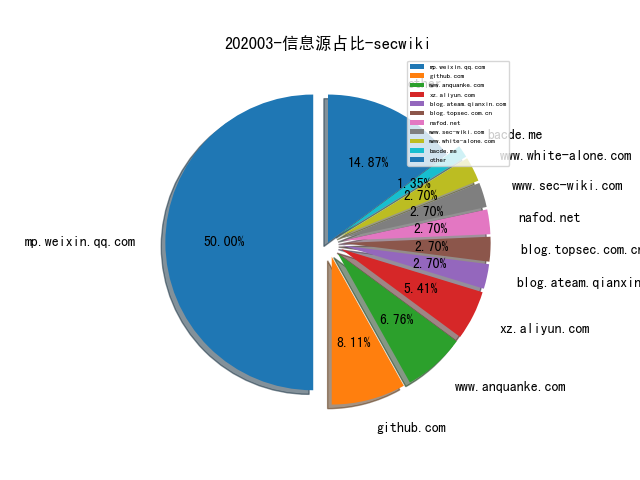 202003-信息源占比-secwiki
mp.weixin.qq.com
github.com
www.anquanke.com
xz.aliyun.com
blog.ateam.qianxin.com
blog.topsec.com.cn
nafod.net
www.sec-wiki.com
www.white-alone.com
bacde.me
other
other
14.87%
bacde.me
1.35%
www.white-alone.com
2.70%
www.sec-wiki.com
2.70%
nafod.net
2.70%
mp.weixin.qq.com
50.00%
2.70%
blog.topsec.com.cn
2.70%
blog.ateam.qianxin
5.41%
xz.aliyun.com
6.76%
8.11%
www.anquanke.com
github.com